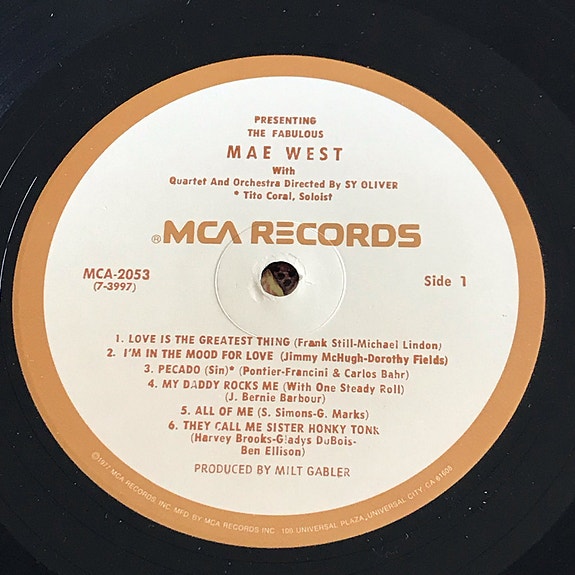 PRESENTING
THE FABULOUS
MAE WEST
With
Quartet And Orchestra Directed By SY OLIVER
* Tito Coral, Soloist
® MCA RECORDS
MCA-2053
(7-3997)
Side 1
1. LOVE IS THE GREATEST THING (Frank Still-Michael Lindon)
2. I'M IN THE MOOD FOR LOVE (Jimmy McHugh-Dorothy Fields)
3. PECADO (Sin)* (Pontier-Francini & Carlos Bahr)
4. MY DADDY ROCKS ME (With One Steady Roll)
(J. Bernie Barbour)
5. ALL OF ME (S. Simons-G. Marks)
6. THEY CALL ME SISTER HONKY TONK
(Harvey Brooks-Gladys DuBois-
Ben Ellison)
PRODUCED BY MILT GABLER
©1977 MCA RECORDS, INC. MFD. BY MCA RECORDS INC. 100 UNIVERSAL PLAZA, UNIVERSAL CITY, CA 91608